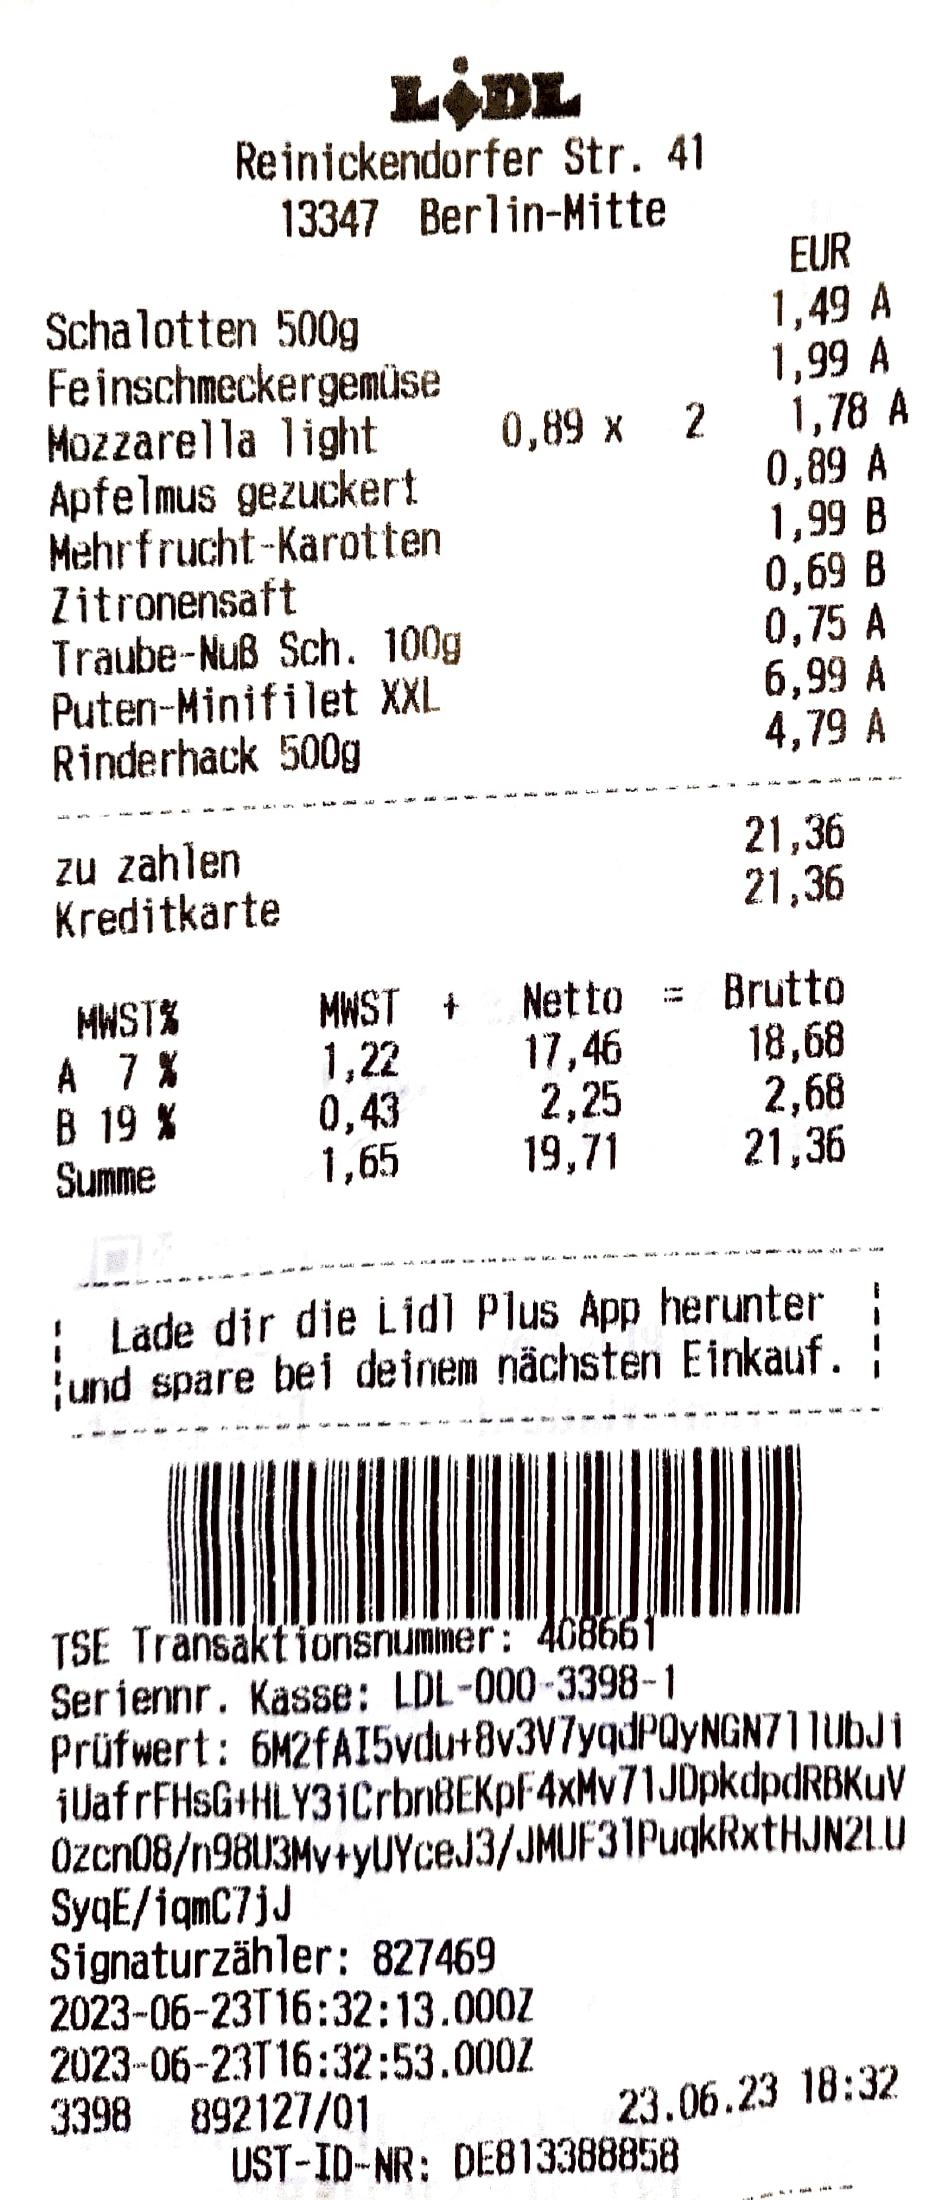 LiDL
Reinickendorfer Str. 41
13347 Berlin-Mitte
EUR
Schalotten 500g 1,49 A
Feinschmeckergemüse 1,99 A
Mozzarella light 0,89 x 2 1,78 A
Apfelmus gezuckert 0,89 A
Mehrfrucht-Karotten 1,99 B
Zitronensaft 0,69 B
Traube-Nuß Sch. 100g 0,75 A
Puten-Minifilet XXL 6,99 A
Rinderhack 500g 4,79 A
zu zahlen 21,36
Kreditkarte 21,36
MWST% MWST + Netto = Brutto
A 7 % 1,22 17,46 18,68
B 19 % 0,43 2,25 2,68
Summe 1,65 19,71 21,36
Lade dir die Lidl Plus App herunter
und spare bei deinem nächsten Einkauf.
TSE Transaktionsnummer: 408661
Seriennr. Kasse: LDL-000-3398-1
Prüfwert: 6M2fAI5vdu+8v3V7yqdPQyNGN71lUbJi
iUafrFHsG+HLY3iCrbn8EKpF4xMv71JDpkdpdRBKuV
0zcn08/n98U3Mv+yUYceJ3/JMUF31PuqkRxtHJN2LU
SyqE/iqmC7jJ
Signaturzähler: 827469
2023-06-23T16:32:13.000Z
2023-06-23T16:32:53.000Z
3398 892127/01 23.06.23 18:32
UST-ID-NR: DE813388858